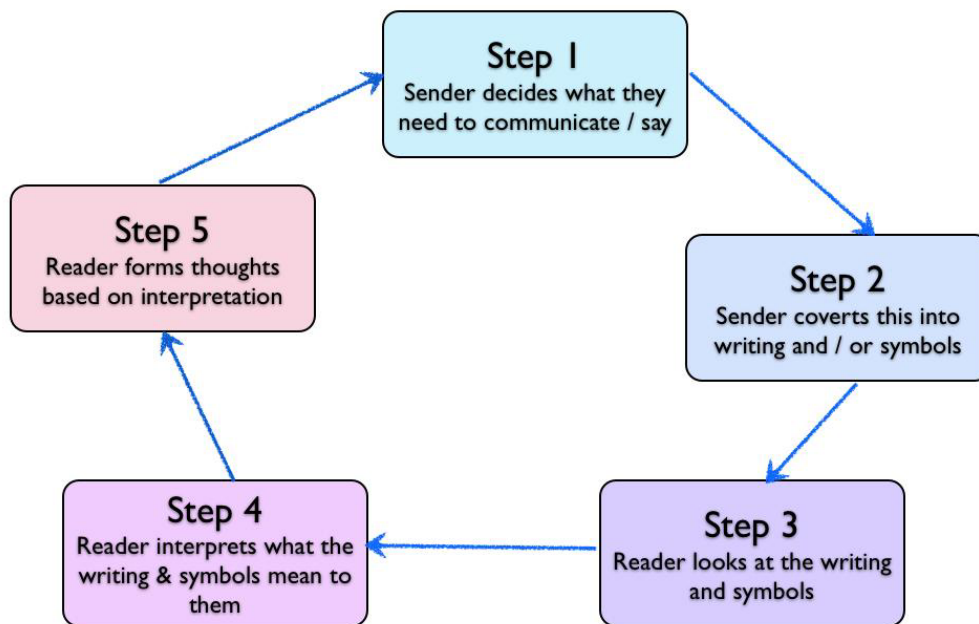 Step 1
Sender decides what they
need to communicate / say
Step 2
Sender coverts this into
writing and / or symbols
Step 3
Reader looks at the writing
and symbols
Step 4
Reader interprets what the
writing & symbols mean to
them
Step 5
Reader forms thoughts
based on interpretation